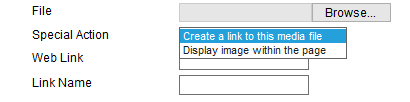 File
Browse...
Special Action
Create a link to this media file
Display image within the page
Web Link
Link Name